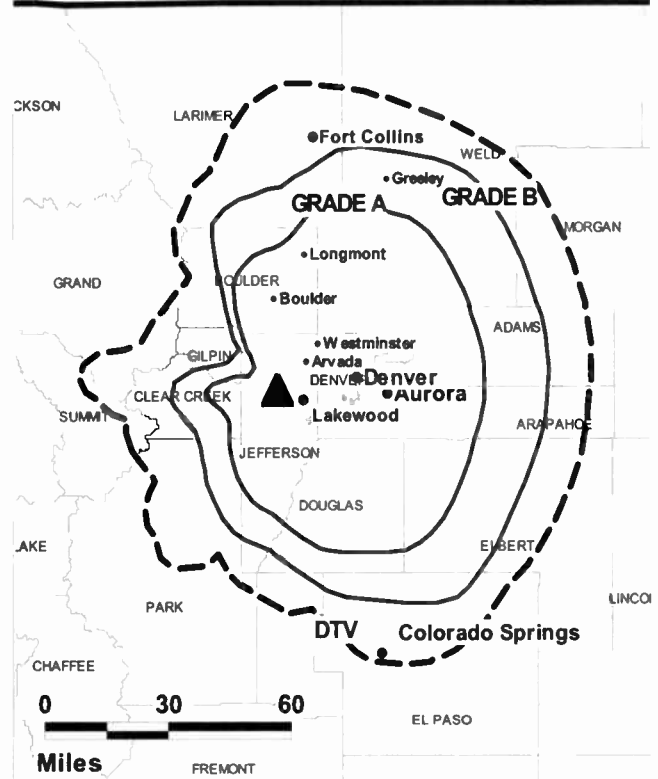 CKSON
LARIMER
Fort Collins
WELD
Greeley
GRADE A
GRADE B
MORGAN
Longmont
GRAND
BOULDER
Boulder
ADAMS
Westminster
GILPIN
Arvada
DENVER
Denver
CLEAR CREEK
Aurora
Lakewood
SUMMIT
ARAPAHOE
JEFFERSON
DOUGLAS
LAKE
ELBERT
LINCOL
PARK
DTV
Colorado Springs
CHAFFEE
0 30 60
EL PASO
Miles
FREMONT